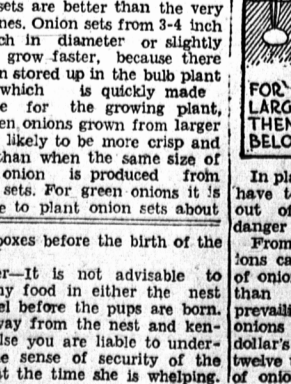 sets are better than the very
nes. Onion sets from 3-4 inch
ch in diameter or slightly
grow faster, because there
n stored up in the bulb plant
which is quickly made
e for the growing plant,
en onions grown from larger
likely to be more crisp and
than when the same size of
onion is produced from
sets. For green onions it is
e to plant onion sets about
boxes before the birth of the
er—It is not advisable to
ny food in either the nest
el before the pups are born.
way from the nest and ken-
lse you are liable to under-
e sense of security of the
t the time she is whelping.
FOR
LARG
THEN
BELO
In pla
have t
out of
danger
From
ions ca
of onio
than
prevaili
onions
dollar's
twelve
of onio